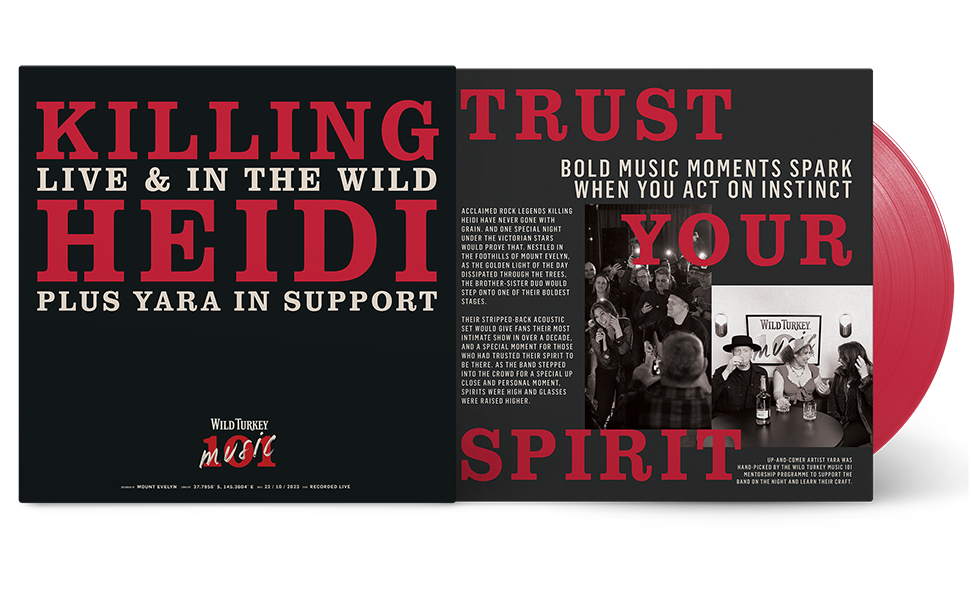 KILLING
LIVE & IN THE WILD
HEIDI
PLUS YARA IN SUPPORT
WILD TURKEY
101
music
MOUNT EVELYN
37.7950° S, 145.3604° E
22 / 10 / 2023
RECORDED LIVE
TRUST
BOLD MUSIC MOMENTS SPARK
WHEN YOU ACT ON INSTINCT
YOUR
ACCLAIMED ROCK LEGENDS KILLING
HEIDI HAVE NEVER GONE WITH
GRAIN. AND ONE SPECIAL NIGHT
UNDER THE VICTORIAN STARS
WOULD PROVE THAT. NESTLED IN
THE FOOTHILLS OF MOUNT EVELYN,
AS THE GOLDEN LIGHT OF THE DAY
DISSIPATED THROUGH THE TREES,
THE BROTHER-SISTER DUO WOULD
STEP ONTO ONE OF THEIR BOLDEST
STAGES.
THEIR STRIPPED-BACK ACOUSTIC
SET WOULD GIVE FANS THEIR MOST
INTIMATE SHOW IN OVER A DECADE,
AND A SPECIAL MOMENT FOR THOSE
WHO HAD TRUSTED THEIR SPIRIT TO
BE THERE. AS THE BAND STEPPED
INTO THE CROWD FOR A SPECIAL UP
CLOSE AND PERSONAL MOMENT,
SPIRITS WERE HIGH AND GLASSES
WERE RAISED HIGHER.
WILD TURKEY
music
SPIRIT
UP-AND-COMER ARTIST YARA WAS
HAND-PICKED BY THE WILD TURKEY MUSIC 101
MENTORSHIP PROGRAMME TO SUPPORT THE
BAND ON THE NIGHT AND LEARN THEIR CRAFT.